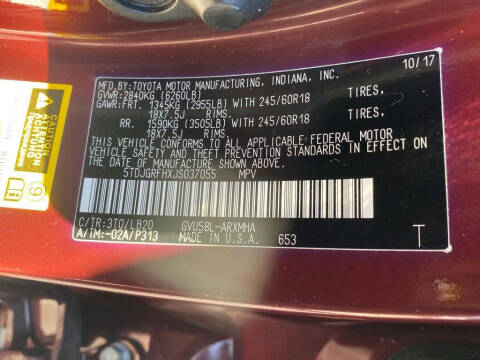 MFD.BY:TOYOTA MOTOR MANUFACTURING, INDIANA, INC. 10/17
GVWR:2840KG (6260LB)
GAWR:FRT. 1345KG (2955LB) WITH 245/60R18 TIRES,
18X7.5J RIMS,
RR. 1590KG (3505LB) WITH 245/60R18 TIRES,
18X7.5J RIMS.
THIS VEHICLE CONFORMS TO ALL APPLICABLE FEDERAL MOTOR
VEHICLE SAFETY STANDARDS IN EFFECT ON THE
DATE OF MANUFACTURE SHOWN ABOVE.
5TDJGRFHXJS037055 MPV
C/TR:3T0/LB20 GVU58L-ARXMHA
A/TM:-02A/P313 MADE IN U.S.A. 653 T